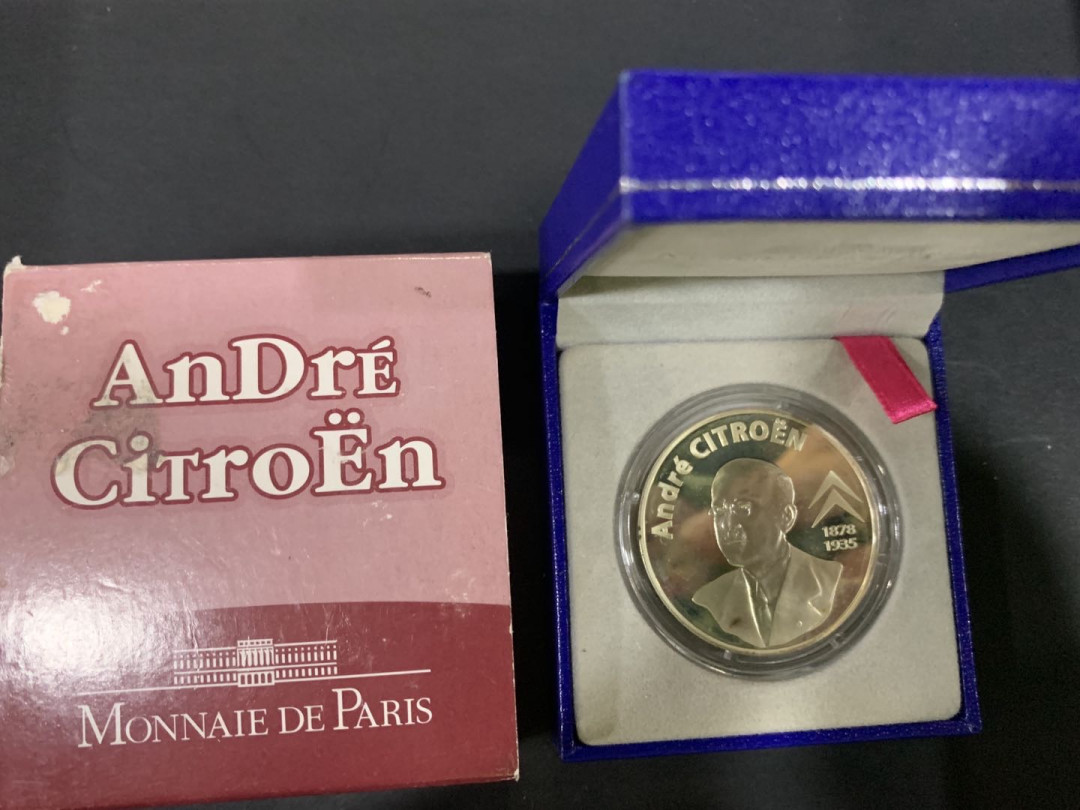 AnDrÉ
CiTroËn
MONNAIE DE PARIS
André CITROËN
1878
1935